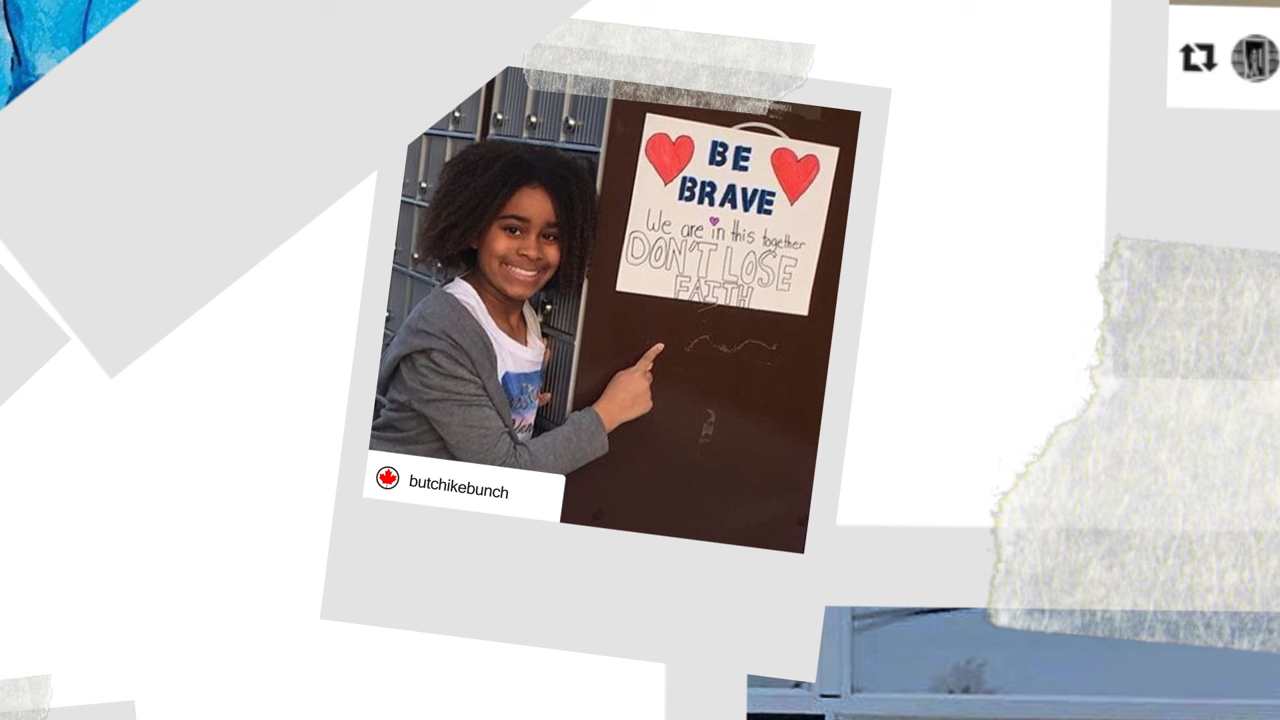 BE
BRAVE
We are in this together
DON'T LOSE
FAITH
butchikebunch